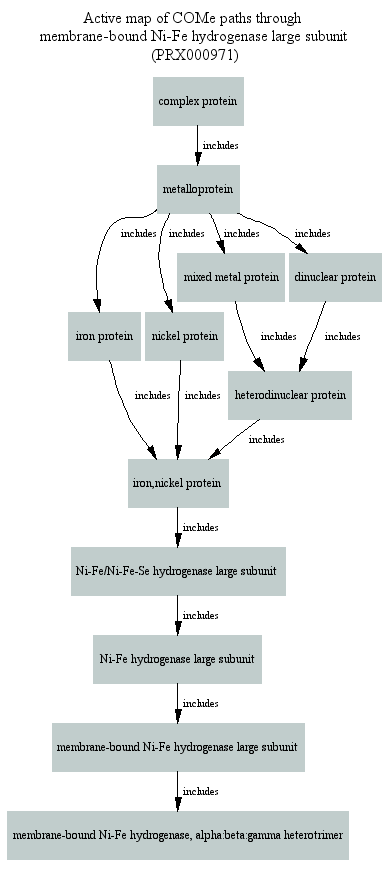 Active map of COMe paths through
membrane-bound Ni-Fe hydrogenase large subunit
(PRX000971)
complex protein
includes
metalloprotein
includes
includes
includes
includes
mixed metal protein
dinuclear protein
iron protein
nickel protein
includes
includes
heterodinuclear protein
includes
includes
includes
iron,nickel protein
includes
Ni-Fe/Ni-Fe-Se hydrogenase large subunit
includes
Ni-Fe hydrogenase large subunit
includes
membrane-bound Ni-Fe hydrogenase large subunit
includes
membrane-bound Ni-Fe hydrogenase, alpha:beta:gamma heterotrimer